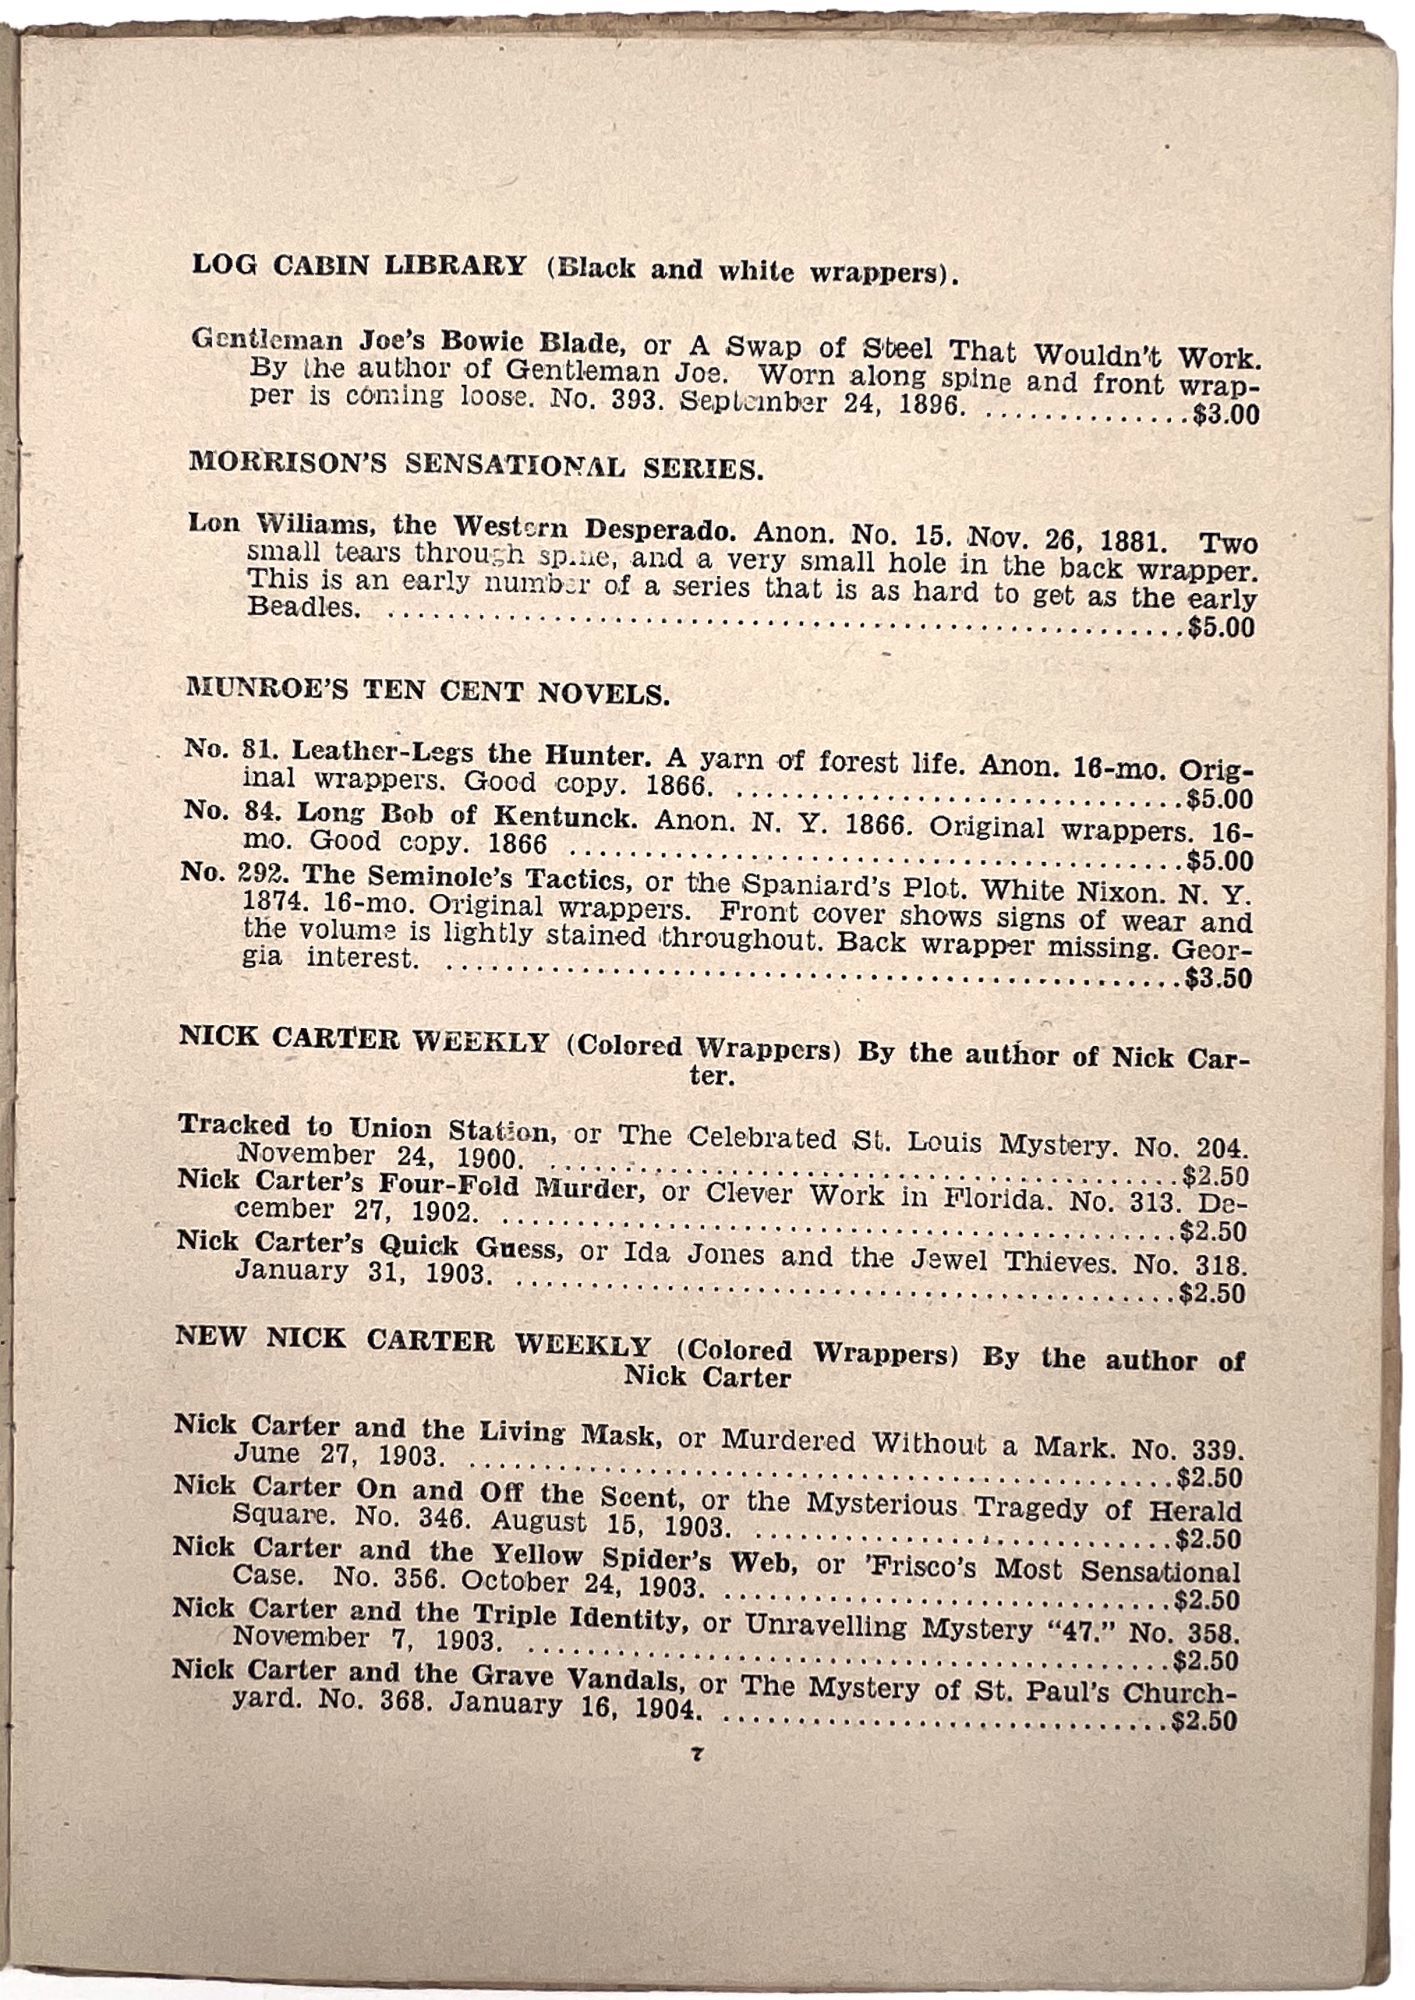 LOG CABIN LIBRARY (Black and white wrappers).
Gentleman Joe's Bowie Blade, or A Swap of Steel That Wouldn't Work.
By the author of Gentleman Joe. Worn along spine and front wrap-
per is coming loose. No. 393. September 24, 1896. ...............$3.00
MORRISON'S SENSATIONAL SERIES.
Lon Wiliams, the Western Desperado. Anon. No. 15. Nov. 26, 1881. Two
small tears through spine, and a very small hole in the back wrapper.
This is an early number of a series that is as hard to get as the early
Beadles. .....................................................$5.00
MUNROE'S TEN CENT NOVELS.
No. 81. Leather-Legs the Hunter. A yarn of forest life. Anon. 16-mo. Orig-
inal wrappers. Good copy. 1866. ..............................$5.00
No. 84. Long Bob of Kentunck. Anon. N. Y. 1866. Original wrappers. 16-
mo. Good copy. 1866 .........................................$5.00
No. 292. The Seminole's Tactics, or the Spaniard's Plot. White Nixon. N. Y.
1874. 16-mo. Original wrappers. Front cover shows signs of wear and
the volume is lightly stained throughout. Back wrapper missing. Geor-
gia interest. .................................................$3.50
NICK CARTER WEEKLY (Colored Wrappers) By the author of Nick Car-
ter.
Tracked to Union Station, or The Celebrated St. Louis Mystery. No. 204.
November 24, 1900. ..........................................$2.50
Nick Carter's Four-Fold Murder, or Clever Work in Florida. No. 313. De-
cember 27, 1902. .............................................$2.50
Nick Carter's Quick Guess, or Ida Jones and the Jewel Thieves. No. 318.
January 31, 1903. ............................................$2.50
NEW NICK CARTER WEEKLY (Colored Wrappers) By the author of
Nick Carter
Nick Carter and the Living Mask, or Murdered Without a Mark. No. 339.
June 27, 1903. ...............................................$2.50
Nick Carter On and Off the Scent, or the Mysterious Tragedy of Herald
Square. No. 346. August 15, 1903. ............................$2.50
Nick Carter and the Yellow Spider's Web, or 'Frisco's Most Sensational
Case. No. 356. October 24, 1903. ..............................$2.50
Nick Carter and the Triple Identity, or Unravelling Mystery "47." No. 358.
November 7, 1903. ...........................................$2.50
Nick Carter and the Grave Vandals, or The Mystery of St. Paul's Church-
yard. No. 368. January 16, 1904. ..............................$2.50
7